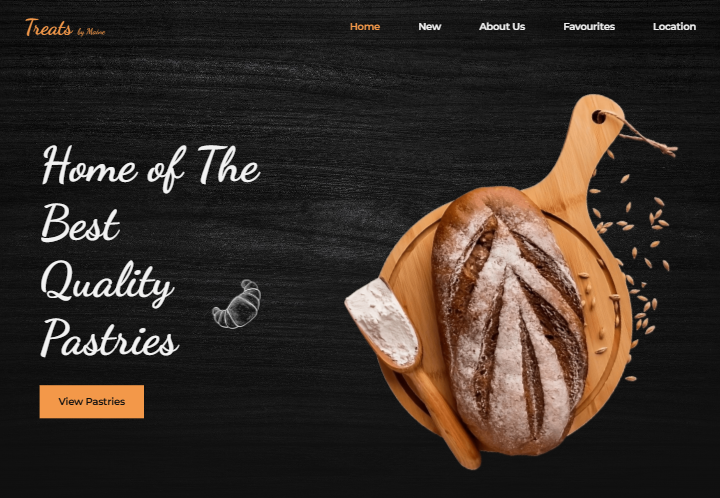 Treats by Maine
Home New About Us Favourites Location
Home of The
Best
Quality
Pastries
View Pastries